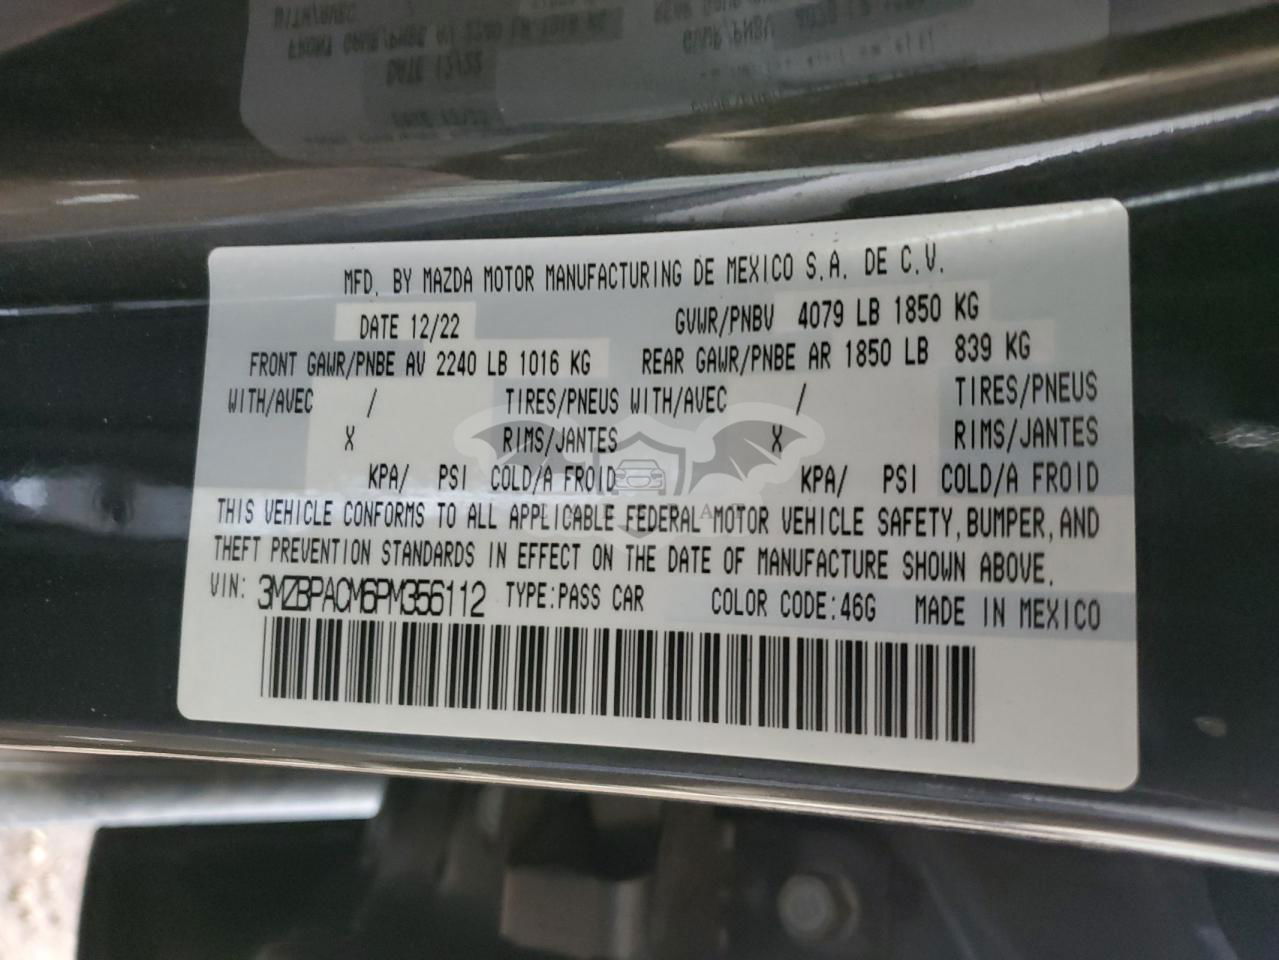 MFD. BY MAZDA MOTOR MANUFACTURING DE MEXICO S.A. DE C.V.
DATE 12/22 GVWR/PNBV 4079 LB 1850 KG
FRONT GAWR/PNBE AV 2240 LB 1016 KG REAR GAWR/PNBE AR 1850 LB 839 KG
WITH/AVEC / TIRES/PNEUS WITH/AVEC / TIRES/PNEUS
X RIMS/JANTES X RIMS/JANTES
KPA/ PSI COLD/A FROID KPA/ PSI COLD/A FROID
THIS VEHICLE CONFORMS TO ALL APPLICABLE FEDERAL MOTOR VEHICLE SAFETY, BUMPER, AND
THEFT PREVENTION STANDARDS IN EFFECT ON THE DATE OF MANUFACTURE SHOWN ABOVE.
VIN: 3MZBPACM6PM356112 TYPE:PASS CAR COLOR CODE:46G MADE IN MEXICO